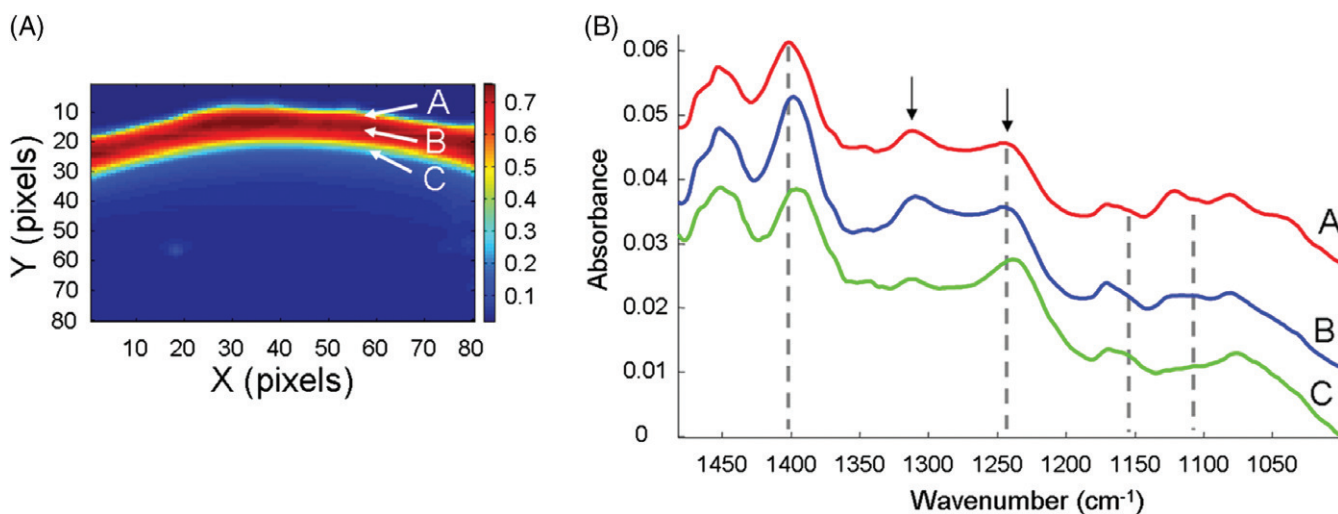 (A)
A
B
C
10
20
30
40
50
60
70
80
Y (pixels)
10 20 30 40 50 60 70 80
X (pixels)
0.7
0.6
0.5
0.4
0.3
0.2
0.1
(B)
0.06
0.05
0.04
0.03
0.02
0.01
0
Absorbance
A
B
C
1450 1400 1350 1300 1250 1200 1150 1100 1050
Wavenumber (cm⁻¹)